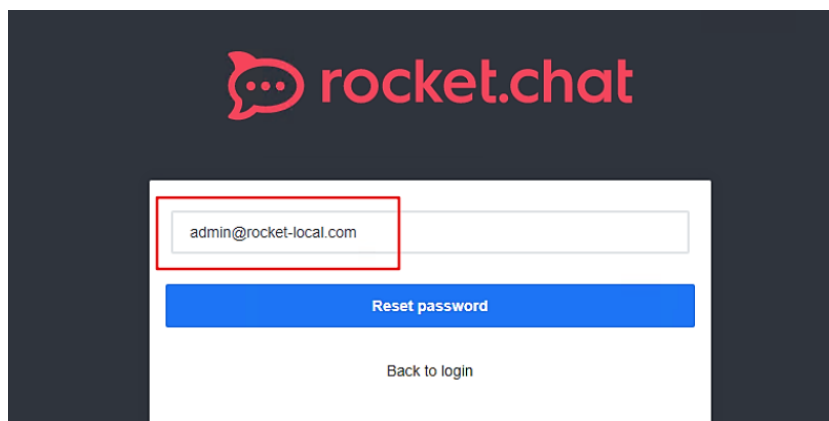 rocket.chat
admin@rocket-local.com
Reset password
Back to login